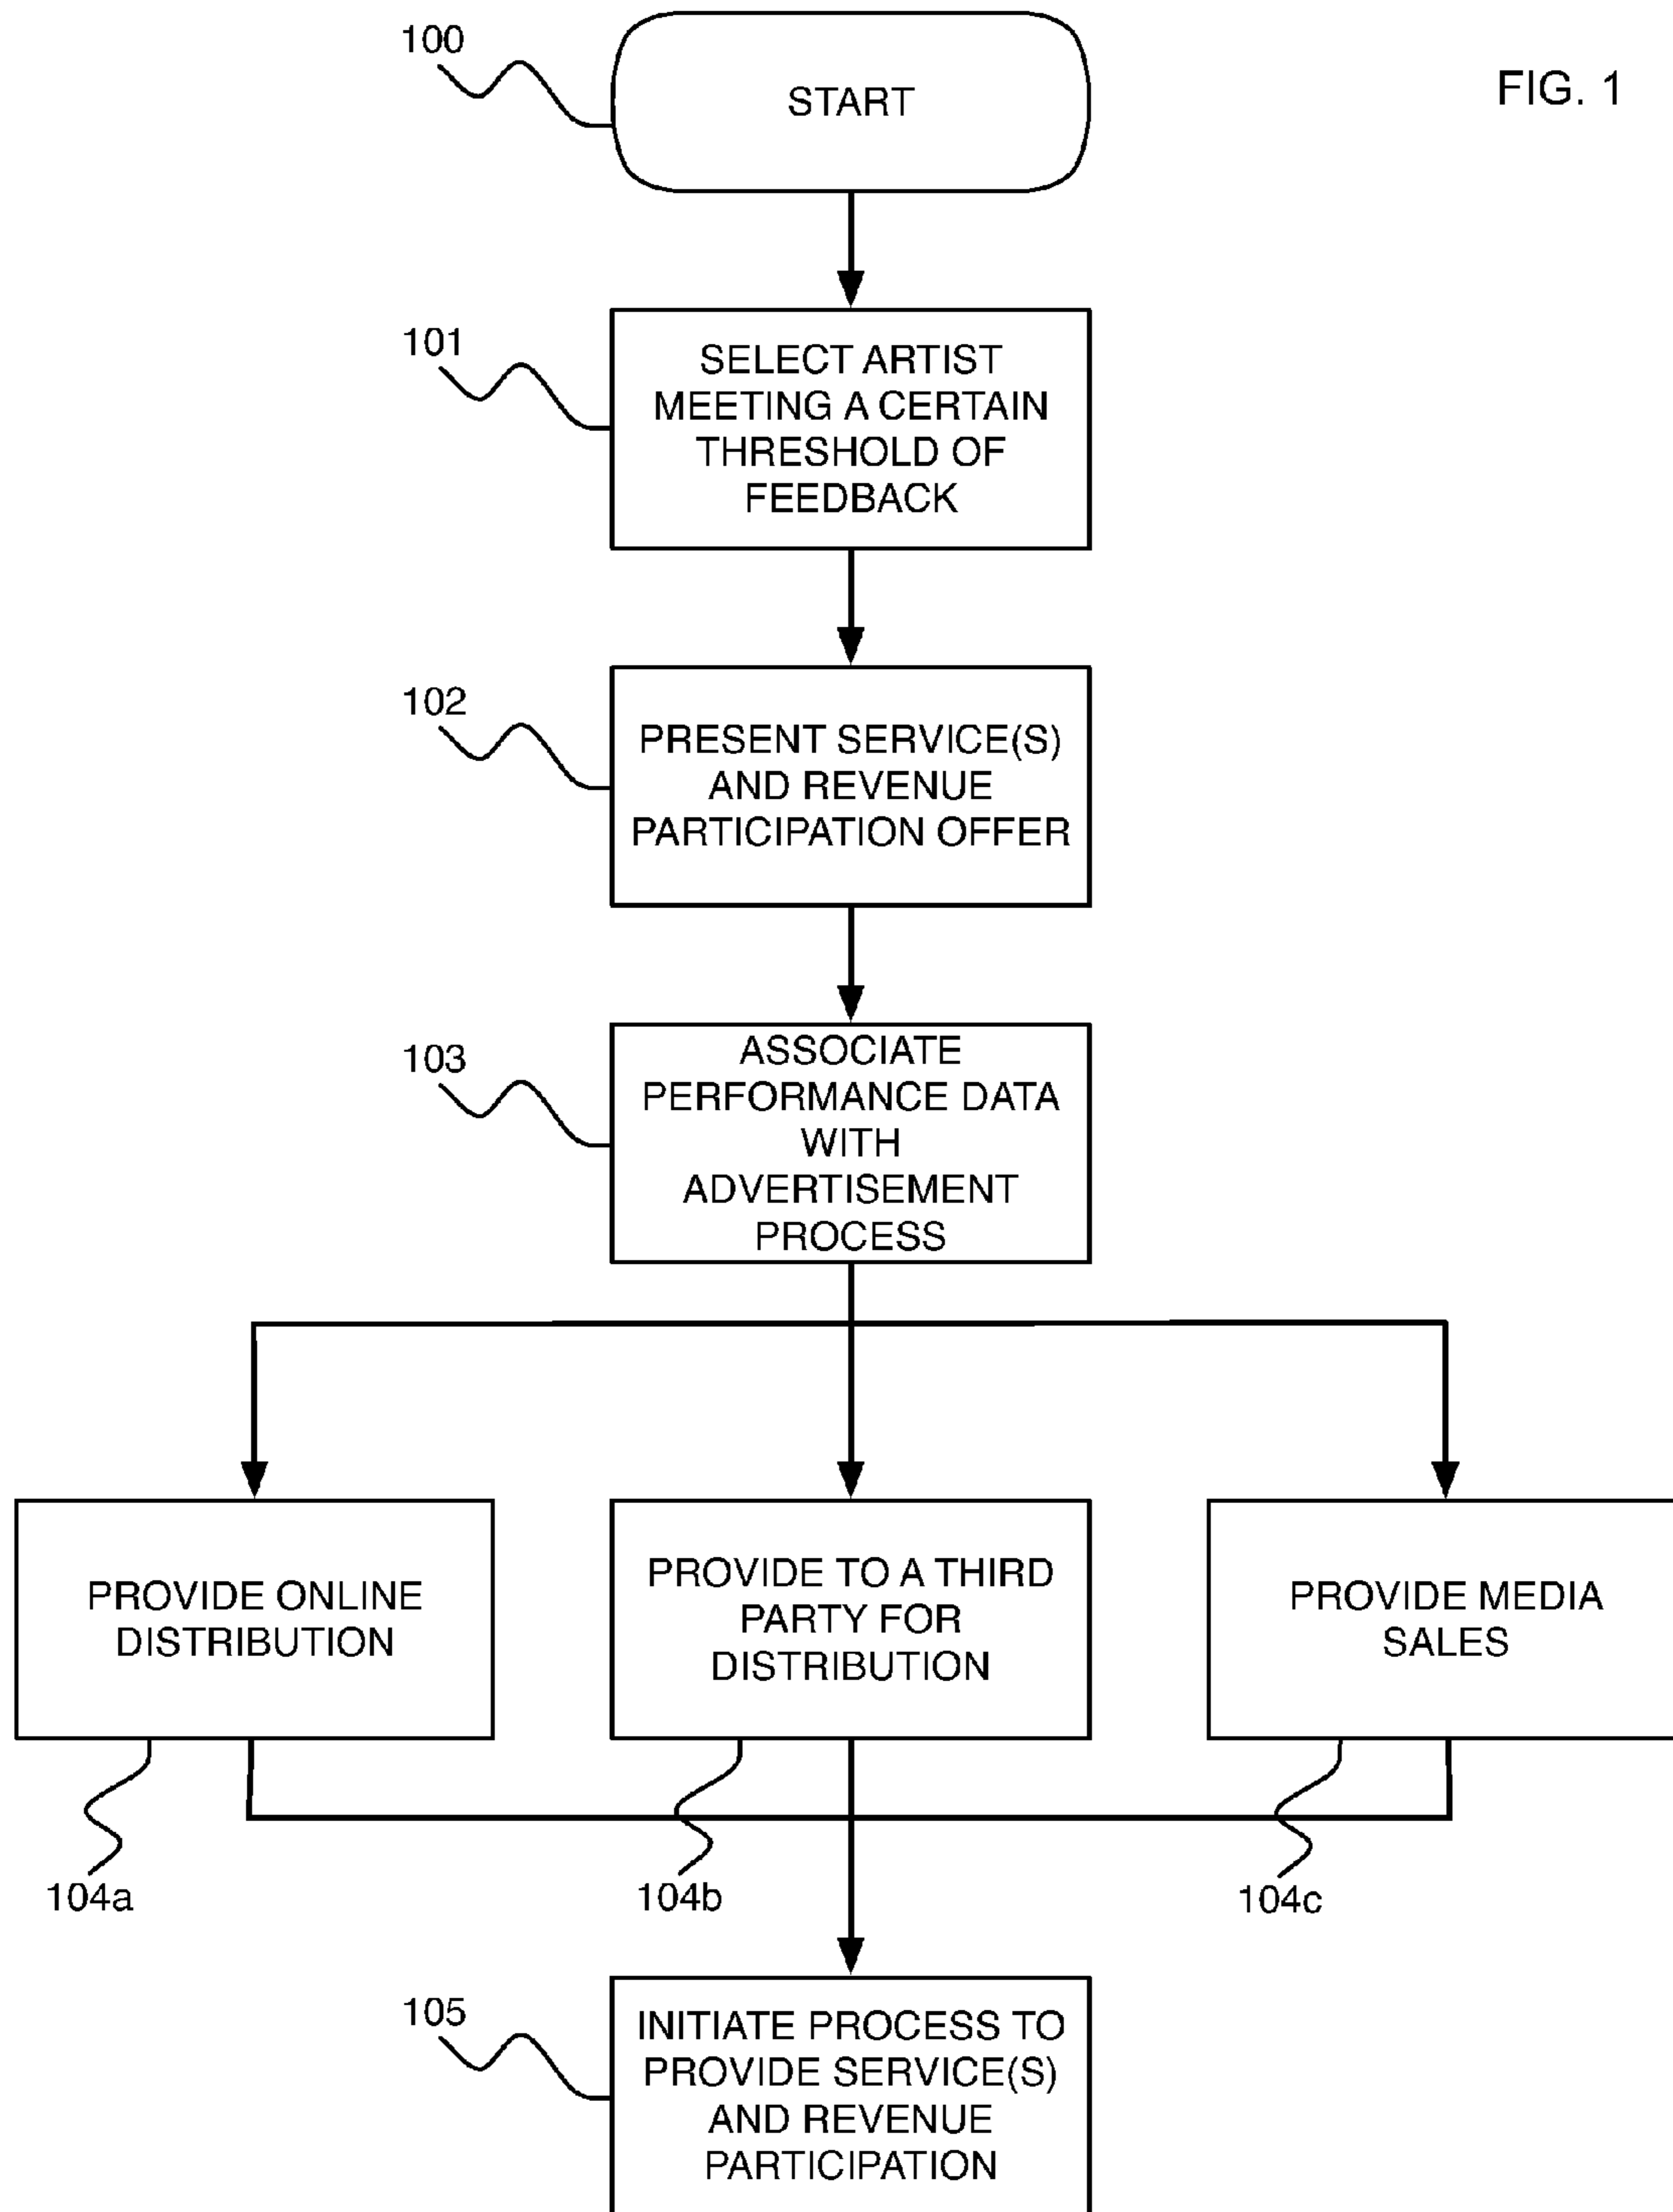 100
START
FIG. 1
101
SELECT ARTIST
MEETING A CERTAIN
THRESHOLD OF
FEEDBACK
102
PRESENT SERVICE(S)
AND REVENUE
PARTICIPATION OFFER
103
ASSOCIATE
PERFORMANCE DATA
WITH
ADVERTISEMENT
PROCESS
PROVIDE ONLINE
DISTRIBUTION
PROVIDE TO A THIRD
PARTY FOR
DISTRIBUTION
PROVIDE MEDIA
SALES
104a
104b
104c
105
INITIATE PROCESS TO
PROVIDE SERVICE(S)
AND REVENUE
PARTICIPATION